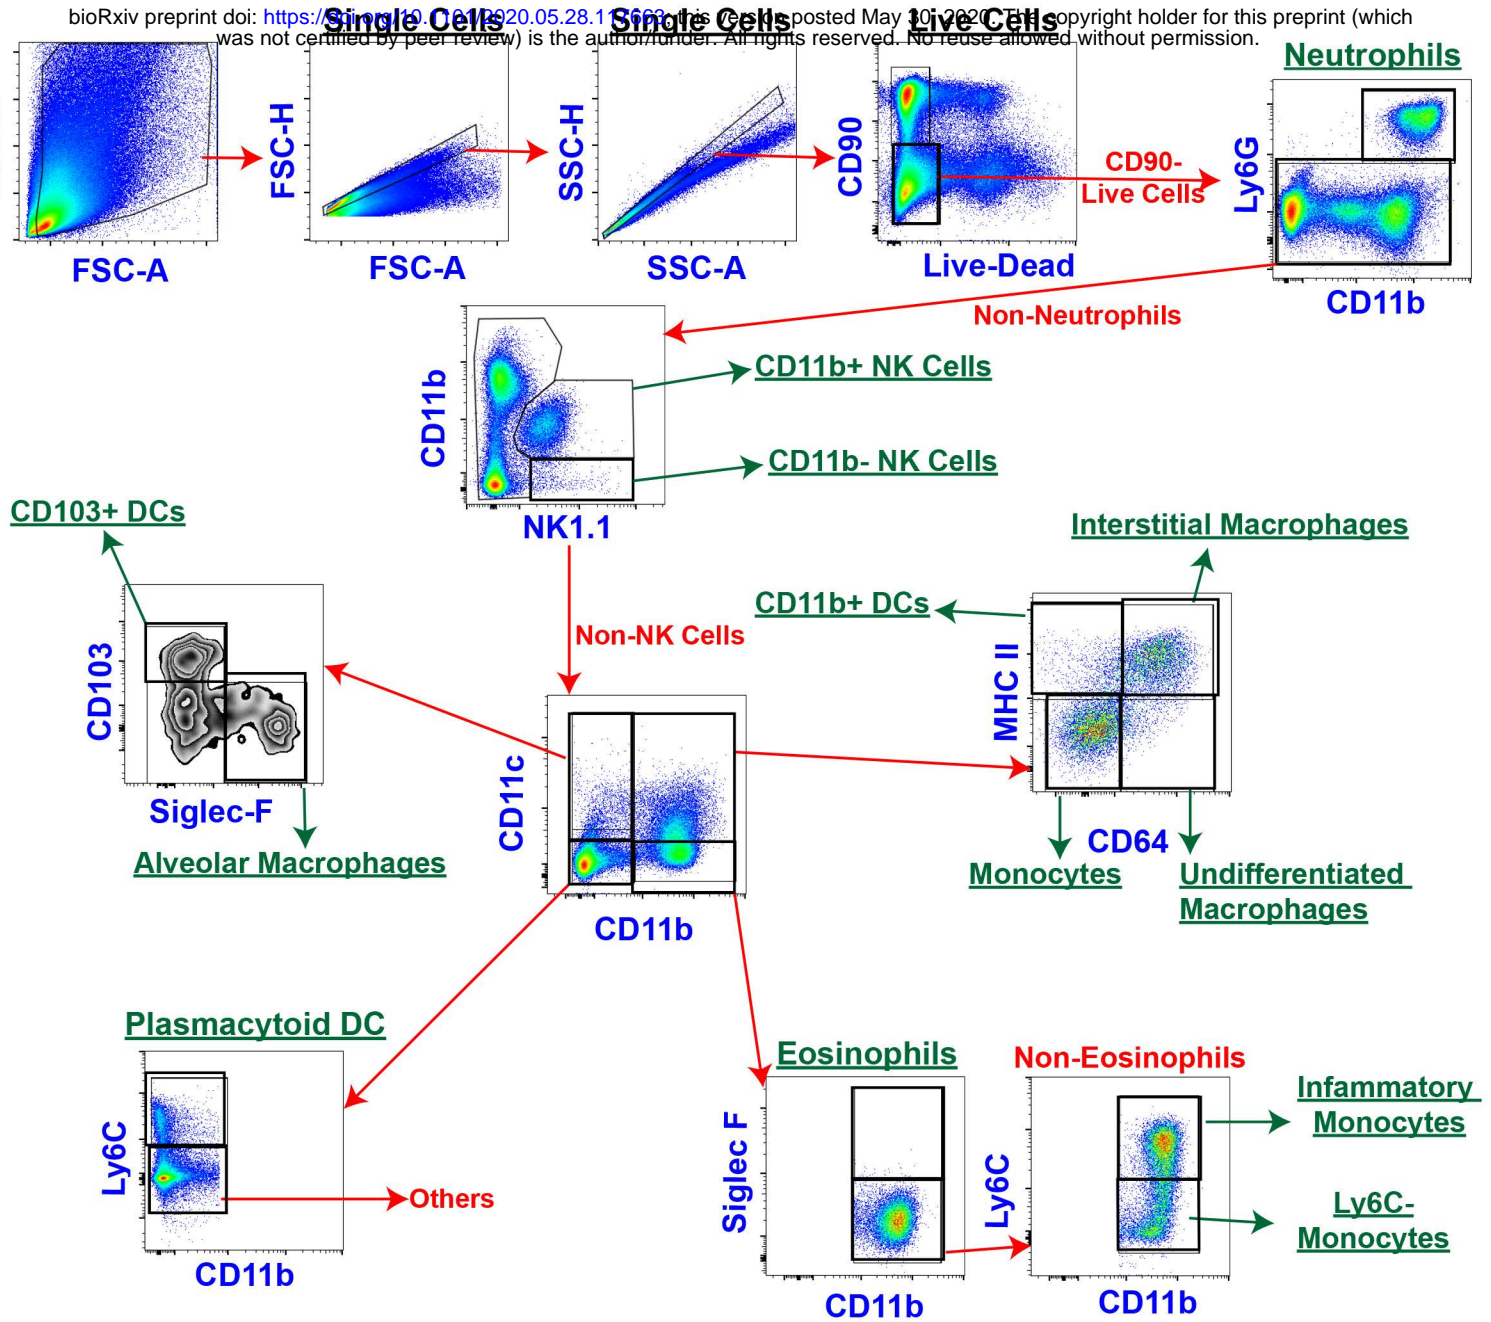 bioRxiv preprint doi: https://doi.org/10.1101/2020.05.28.117663; this version posted May 30, 2020. The copyright holder for this preprint (which
was not certified by peer review) is the author/funder. All rights reserved. No reuse allowed without permission.
Single Cells
Single Cells
Live Cells
Neutrophils
FSC-H
SSC-H
CD90
Ly6G
CD90-
Live Cells
FSC-A
FSC-A
SSC-A
Live-Dead
CD11b
Non-Neutrophils
CD11b
CD11b+ NK Cells
CD11b- NK Cells
NK1.1
CD103+ DCs
Interstitial Macrophages
CD11b+ DCs
Non-NK Cells
CD103
MHC II
Siglec-F
CD11c
CD64
Alveolar Macrophages
Monocytes
Undifferentiated
Macrophages
CD11b
Plasmacytoid DC
Eosinophils
Non-Eosinophils
Infammatory
Monocytes
Ly6C
Others
Siglec F
Ly6C
Ly6C-
Monocytes
CD11b
CD11b
CD11b